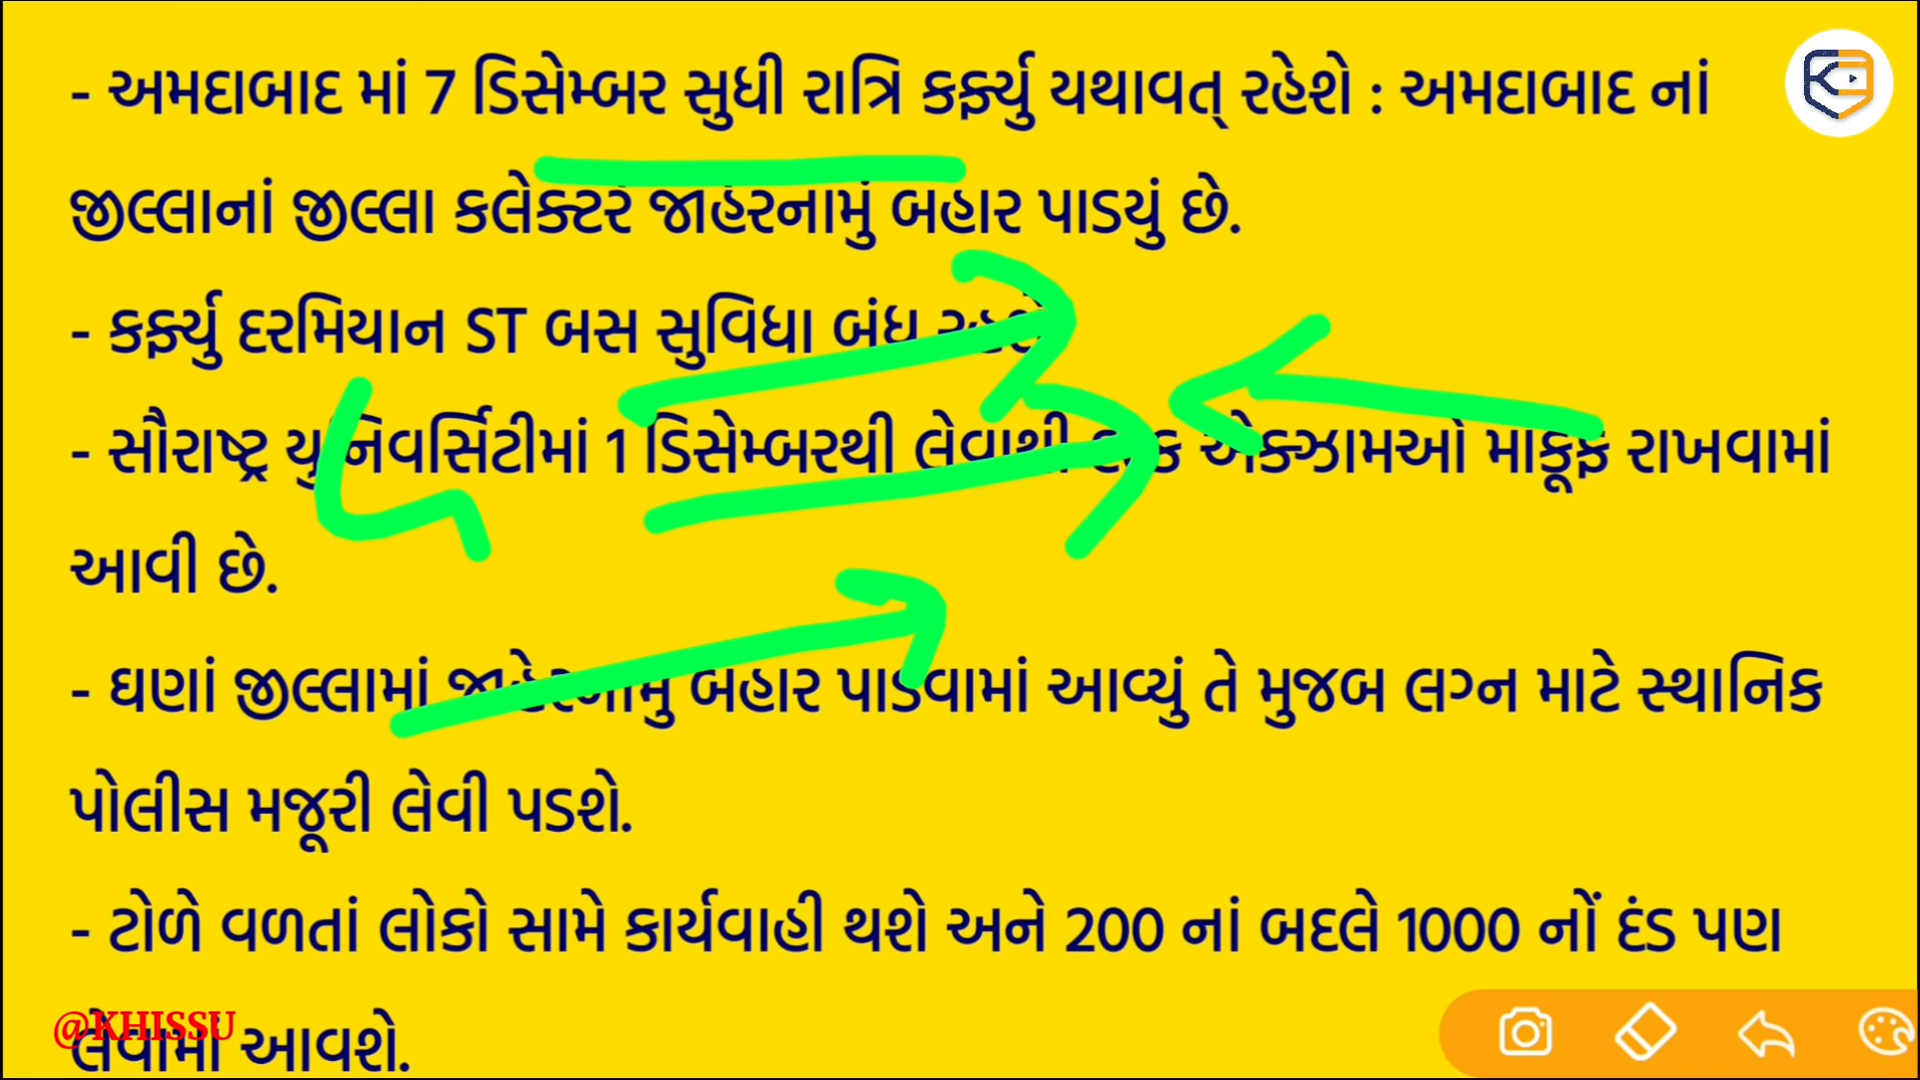 - અમદાબાદ માં 7 ડિસેમ્બર સુધી રાત્રિ કર્ફ્યુ યથાવત્ રહેશે : અમદાબાદ નાં
જીલ્લાનાં જીલ્લા કલેક્ટર જાહેરનામું બહાર પાડયું છે.
- કર્ફ્યુ દરમિયાન ST બસ સુવિધા બંધ
- સૌરાષ્ટ્ર યુનિવર્સિટીમાં 1 ડિસેમ્બરથી એક્ઝામઓ માકૂફ રાખવામાં
આવી છે.
- ઘણાં જીલ્લામાં બહાર પાડવામાં આવ્યું તે મુજબ લગ્ન માટે સ્થાનિક
પોલીસ મજૂરી લેવી પડશે.
- ટોળે વળતાં લોકો સામે કાર્યવાહી થશે અને 200 નાં બદલે 1000 નોં દંડ પણ
લેવામાં આવશે.
@KHISSU